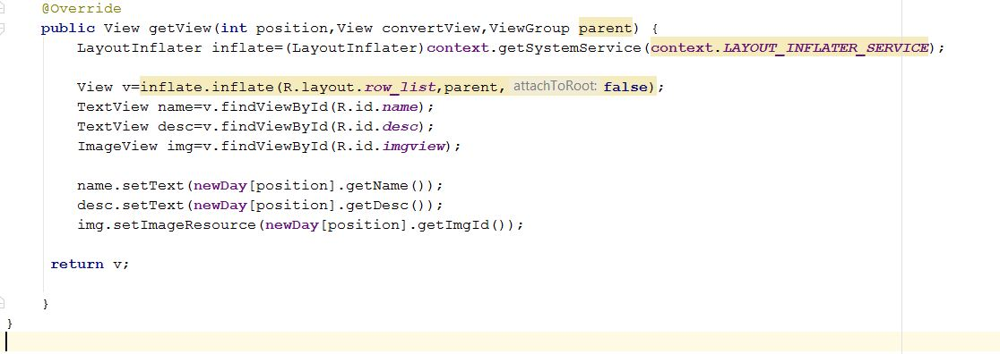 @Override
public View getView(int position,View convertView,ViewGroup parent) {
LayoutInflater inflate=(LayoutInflater)context.getSystemService(context.LAYOUT_INFLATER_SERVICE);
View v=inflate.inflate(R.layout.row_list,parent, attachToRoot: false);
TextView name=v.findViewById(R.id.name);
TextView desc=v.findViewById(R.id.desc);
ImageView img=v.findViewById(R.id.imgview);
name.setText(newDay[position].getName());
desc.setText(newDay[position].getDesc());
img.setImageResource(newDay[position].getImgId());
return v;
}
}